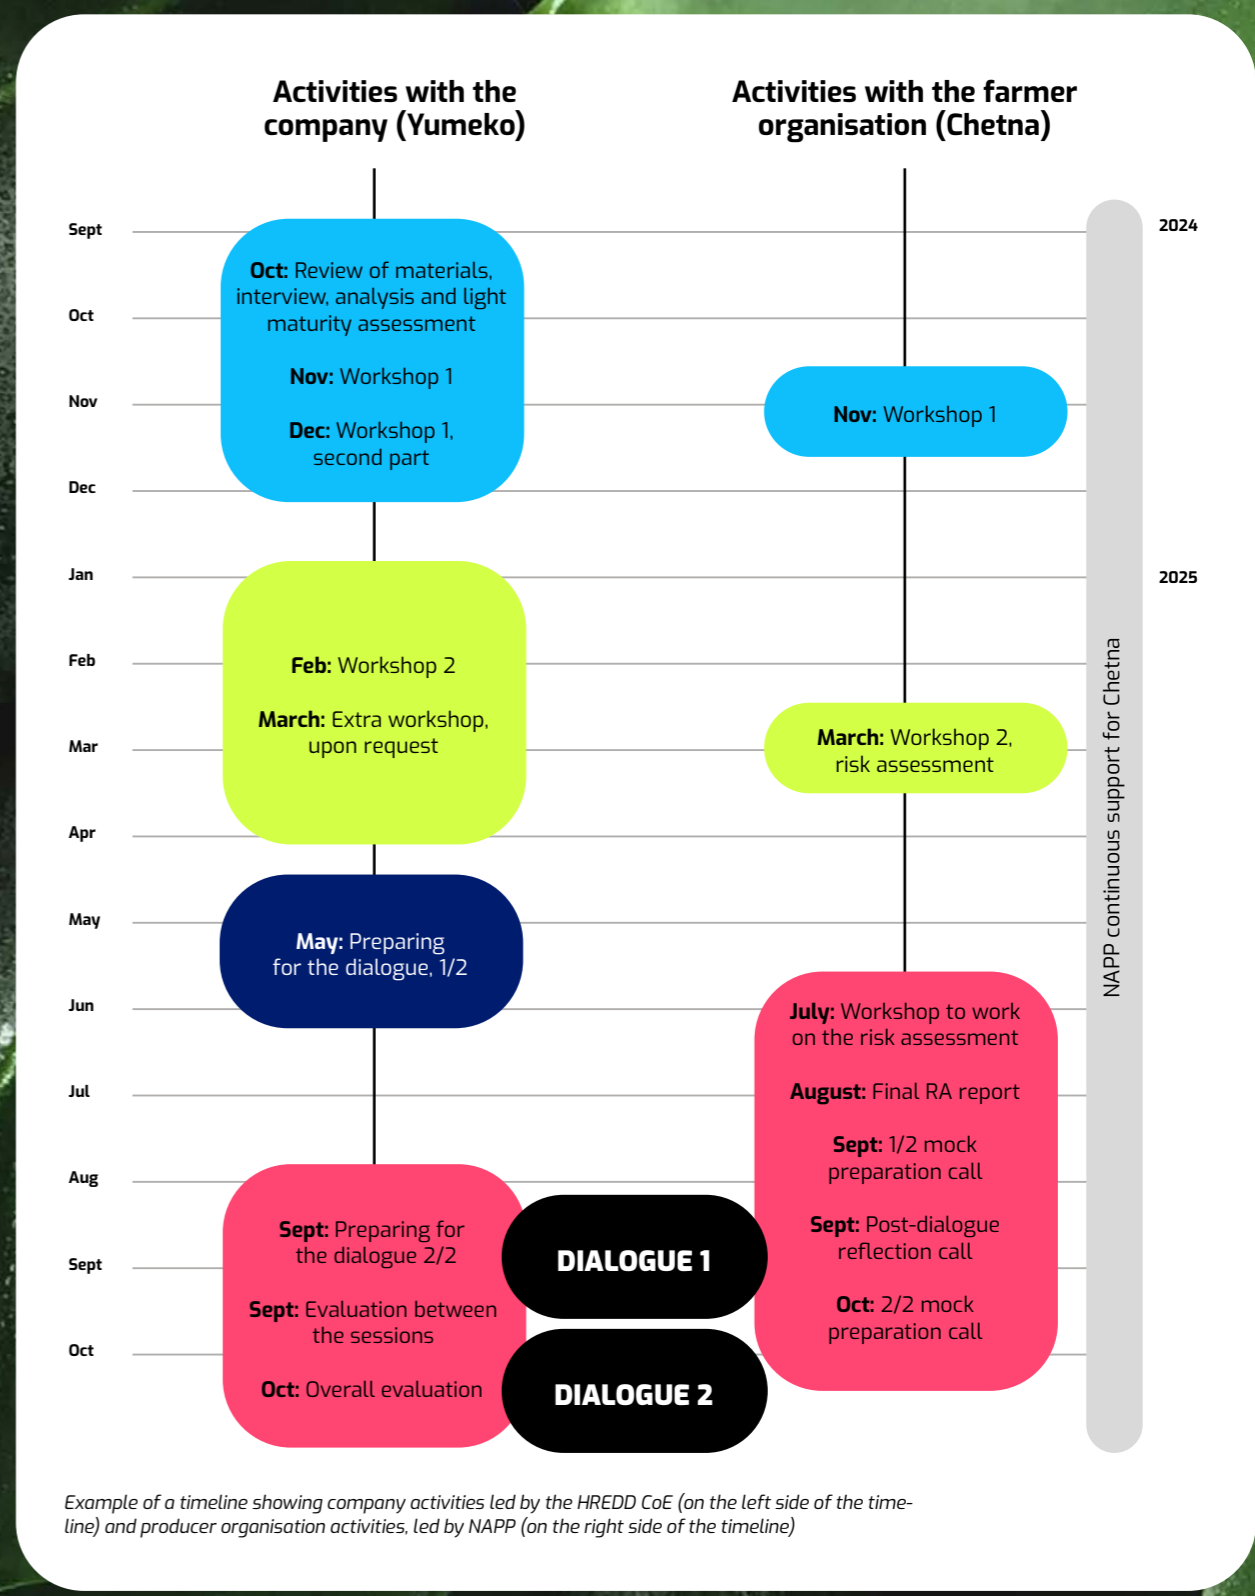 Activities with the
company (Yumeko)
Activities with the farmer
organisation (Chetna)
Sept
2024
Oct: Review of materials,
interview, analysis and light
maturity assessment
Oct
Nov: Workshop 1
Nov
Nov: Workshop 1
Dec: Workshop 1,
second part
Dec
Jan
2025
Feb
Feb: Workshop 2
March: Extra workshop,
upon request
Mar
March: Workshop 2,
risk assessment
Apr
May
May: Preparing
for the dialogue, 1/2
Jun
July: Workshop to work
on the risk assessment
Jul
August: Final RA report
Sept: 1/2 mock
preparation call
Aug
Sept: Post-dialogue
reflection call
Sept: Preparing for
the dialogue 2/2
DIALOGUE 1
Sept
Oct: 2/2 mock
preparation call
Sept: Evaluation between
the sessions
Oct
Oct: Overall evaluation
DIALOGUE 2
NAPP continuous support for Chetna
Example of a timeline showing company activities led by the HREDD CoE (on the left side of the time-
line) and producer organisation activities, led by NAPP (on the right side of the timeline)